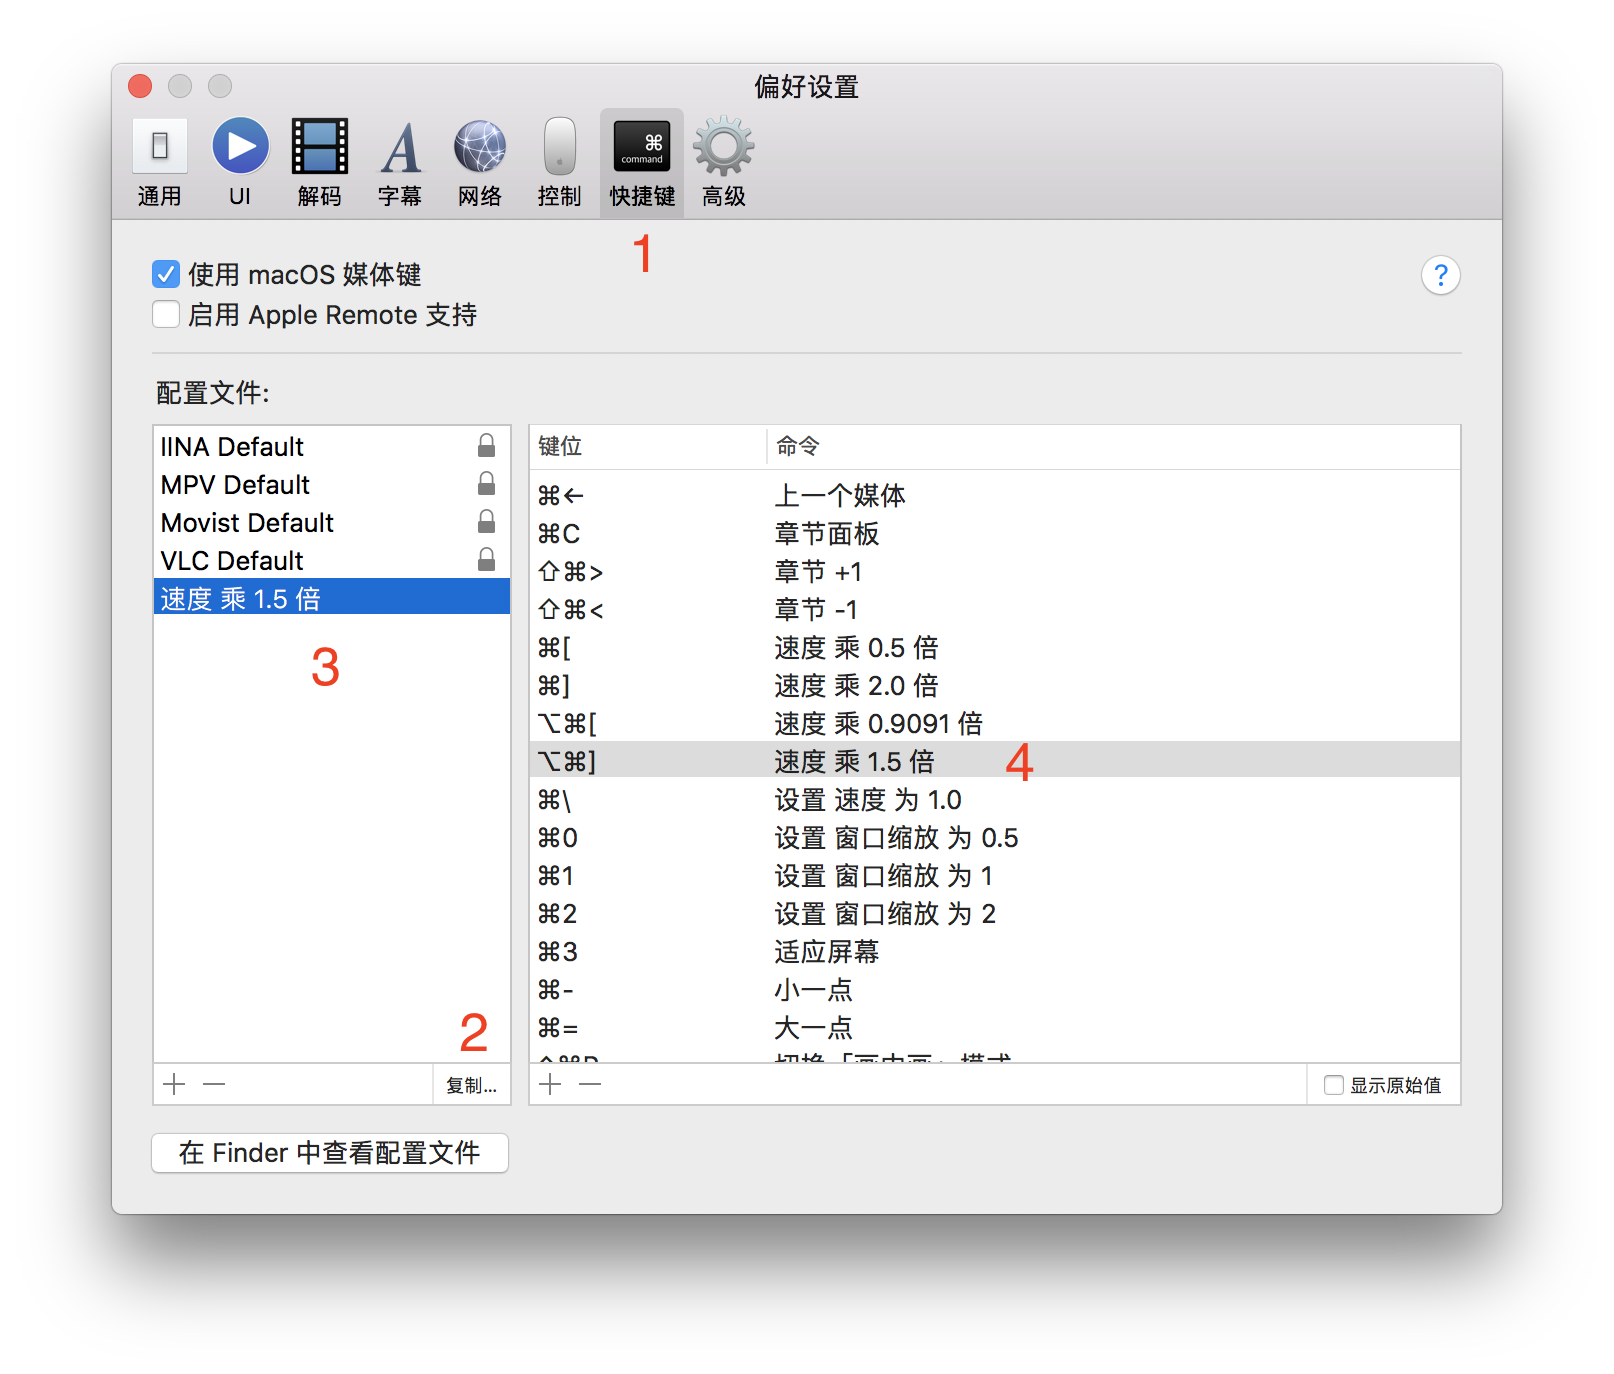 偏好设置
⌘
command
通用 UI 解码 字幕 网络 控制 快捷键 高级
1
使用 macOS 媒体键
?
启用 Apple Remote 支持
配置文件:
IINA Default
MPV Default
Movist Default
VLC Default
速度 乘 1.5 倍
3
2
复制...
键位 命令
⌘← 上一个媒体
⌘C 章节面板
⇧⌘> 章节 +1
⇧⌘< 章节 -1
⌘[ 速度 乘 0.5 倍
⌘] 速度 乘 2.0 倍
⌥⌘[ 速度 乘 0.9091 倍
⌥⌘] 速度 乘 1.5 倍 4
⌘\ 设置 速度 为 1.0
⌘0 设置 窗口缩放 为 0.5
⌘1 设置 窗口缩放 为 1
⌘2 设置 窗口缩放 为 2
⌘3 适应屏幕
⌘- 小一点
⌘= 大一点
显示原始值
在 Finder 中查看配置文件